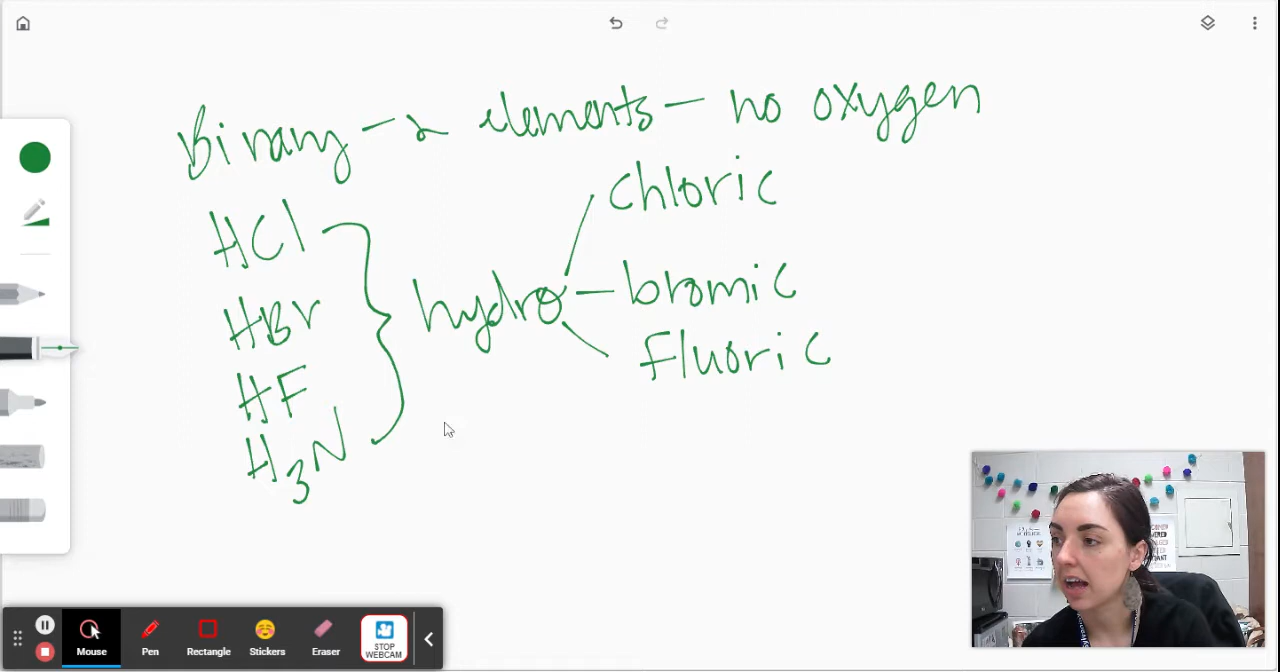 Binary - 2 elements - no oxygen
HCl
chloric
HBr
hydro - bromic
HF
fluoric
H3N
Mouse
Pen
Rectangle
Stickers
Eraser
STOP
WEBCAM